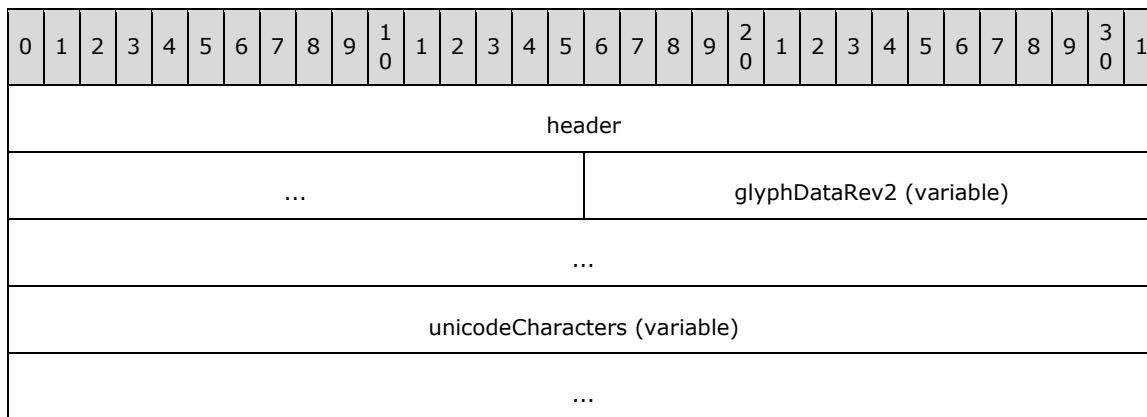 0 1 2 3 4 5 6 7 8 9 1 0 1 2 3 4 5 6 7 8 9 2 0 1 2 3 4 5 6 7 8 9 3 0 1
header
... glyphDataRev2 (variable)
...
unicodeCharacters (variable)
...